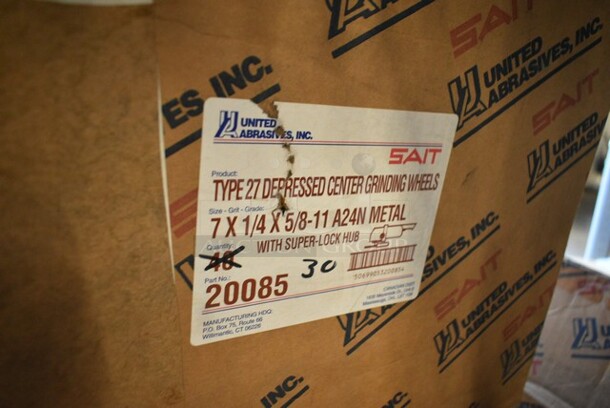 UNITED
ABRASIVES, INC.
SAIT
Product:
TYPE 27 DEPRESSED CENTER GRINDING WHEELS
Size - Grit - Grade:
7 X 1/4 X 5/8-11 A24N METAL
WITH SUPER-LOCK HUB
Quantity:
48
30
Part No.:
20085
MANUFACTURING HDQ:
P.O. Box 75, Route 66
Willimantic, CT 06226
ES, INC.
SAIT
UNITED
ABRASIVES, INC.
SAIT
UNITED
ABRASIVES
SAIT
UNITED
INC.